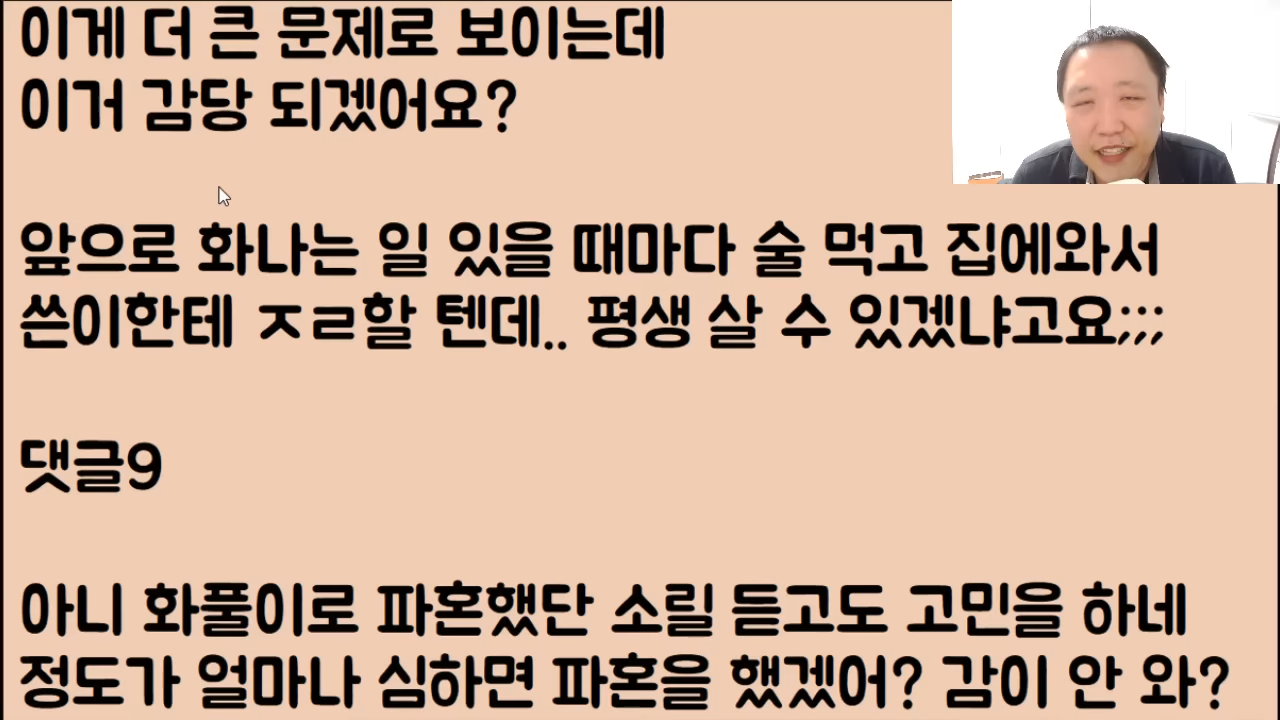 이게 더 큰 문제로 보이는데
이거 감당 되겠어요?
앞으로 화나는 일 있을 때마다 술 먹고 집에와서
쓴이한테 ㅈㄹ할 텐데.. 평생 살 수 있겠냐고요;;;
댓글9
아니 화풀이로 파혼했단 소릴 듣고도 고민을 하네
정도가 얼마나 심하면 파혼을 했겠어? 감이 안 와?